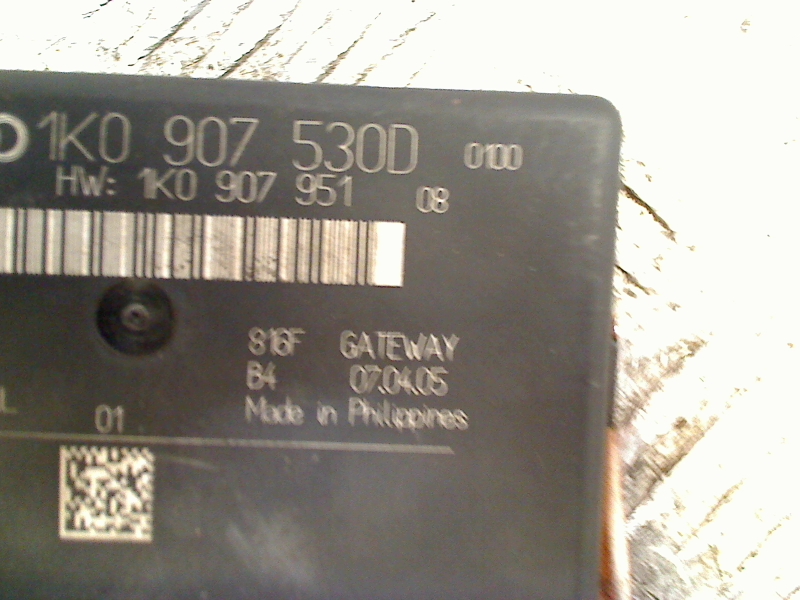 1K0 907 530D 0100
HW: 1K0 907 951 08
816F GATEWAY
B4 07.04.05
Made in Philippines
L
01